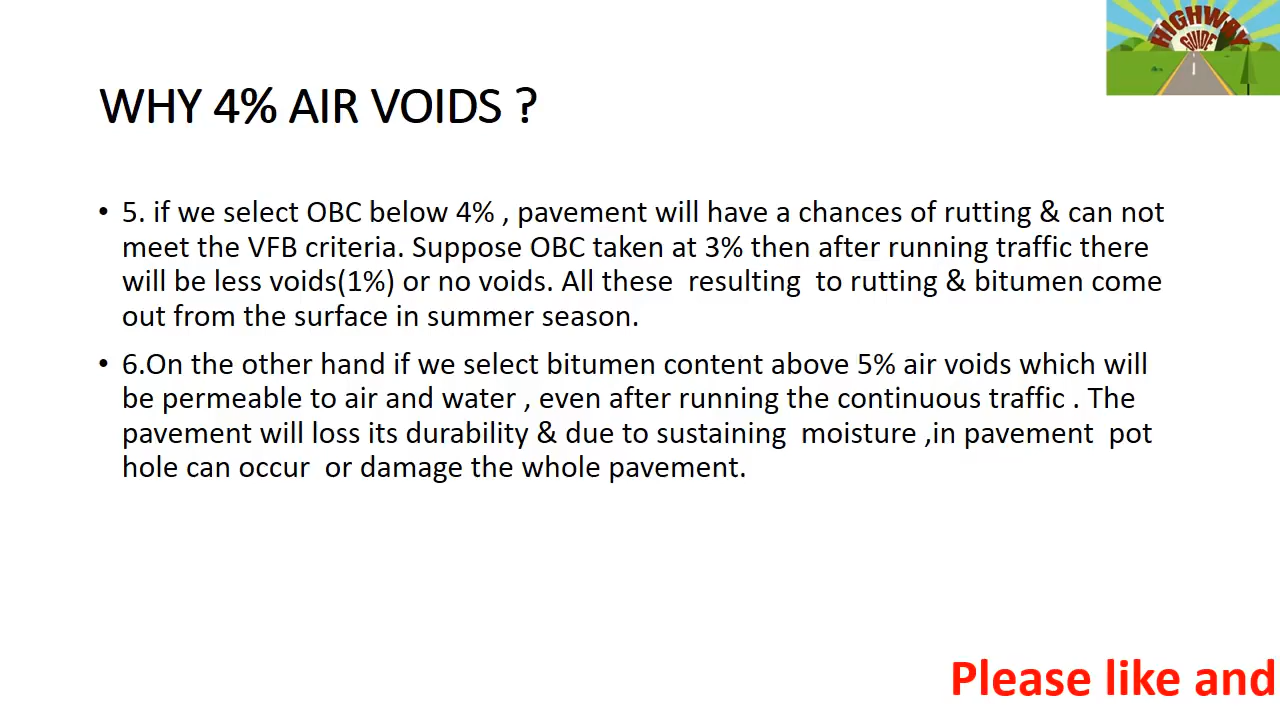 HIGHWAY
GUIDE
WHY 4% AIR VOIDS ?
• 5. if we select OBC below 4% , pavement will have a chances of rutting & can not
meet the VFB criteria. Suppose OBC taken at 3% then after running traffic there
will be less voids(1%) or no voids. All these  resulting  to rutting & bitumen come
out from the surface in summer season.
• 6.On the other hand if we select bitumen content above 5% air voids which will
be permeable to air and water , even after running the continuous traffic . The
pavement will loss its durability & due to sustaining  moisture ,in pavement  pot
hole can occur  or damage the whole pavement.
Please like and